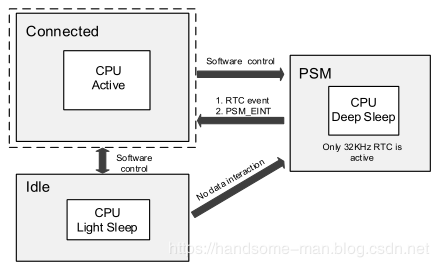 Connected
CPU
Active
Software control
1. RTC event
2. PSM_EINT
PSM
CPU
Deep Sleep
Only 32KHz RTC is
active
Software
control
No data interaction
Idle
CPU
Light Sleep
https://handsome-man.blog.csdn.net